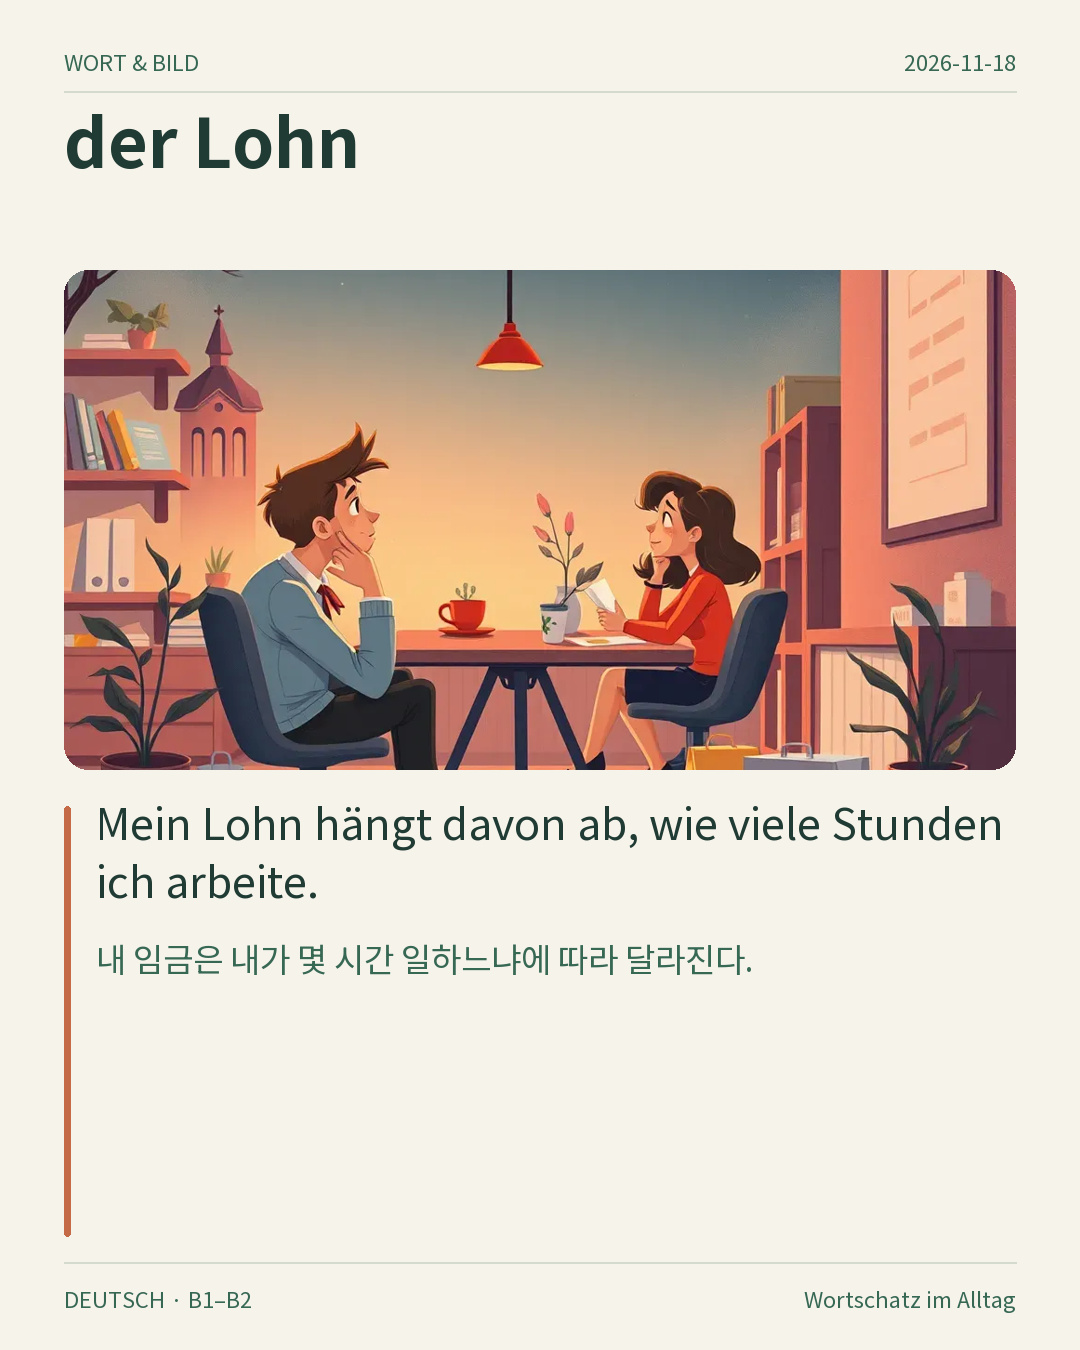 WORT & BILD
2026-11-18
der Lohn
Mein Lohn hängt davon ab, wie viele Stunden
ich arbeite.
내 임금은 내가 몇 시간 일하느냐에 따라 달라진다.
DEUTSCH · B1–B2
Wortschatz im Alltag